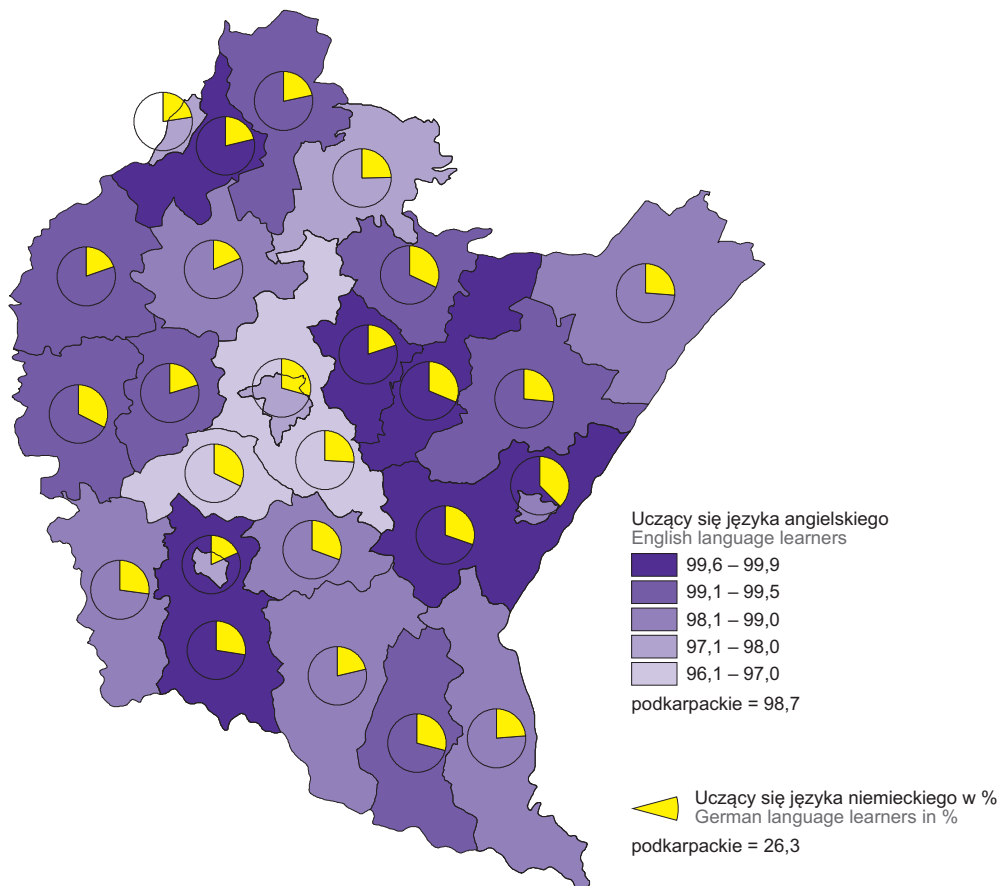 Uczący się języka angielskiego
English language learners
99,6 – 99,9
99,1 – 99,5
98,1 – 99,0
97,1 – 98,0
96,1 – 97,0
podkarpackie = 98,7
Uczący się języka niemieckiego w %
German language learners in %
podkarpackie = 26,3